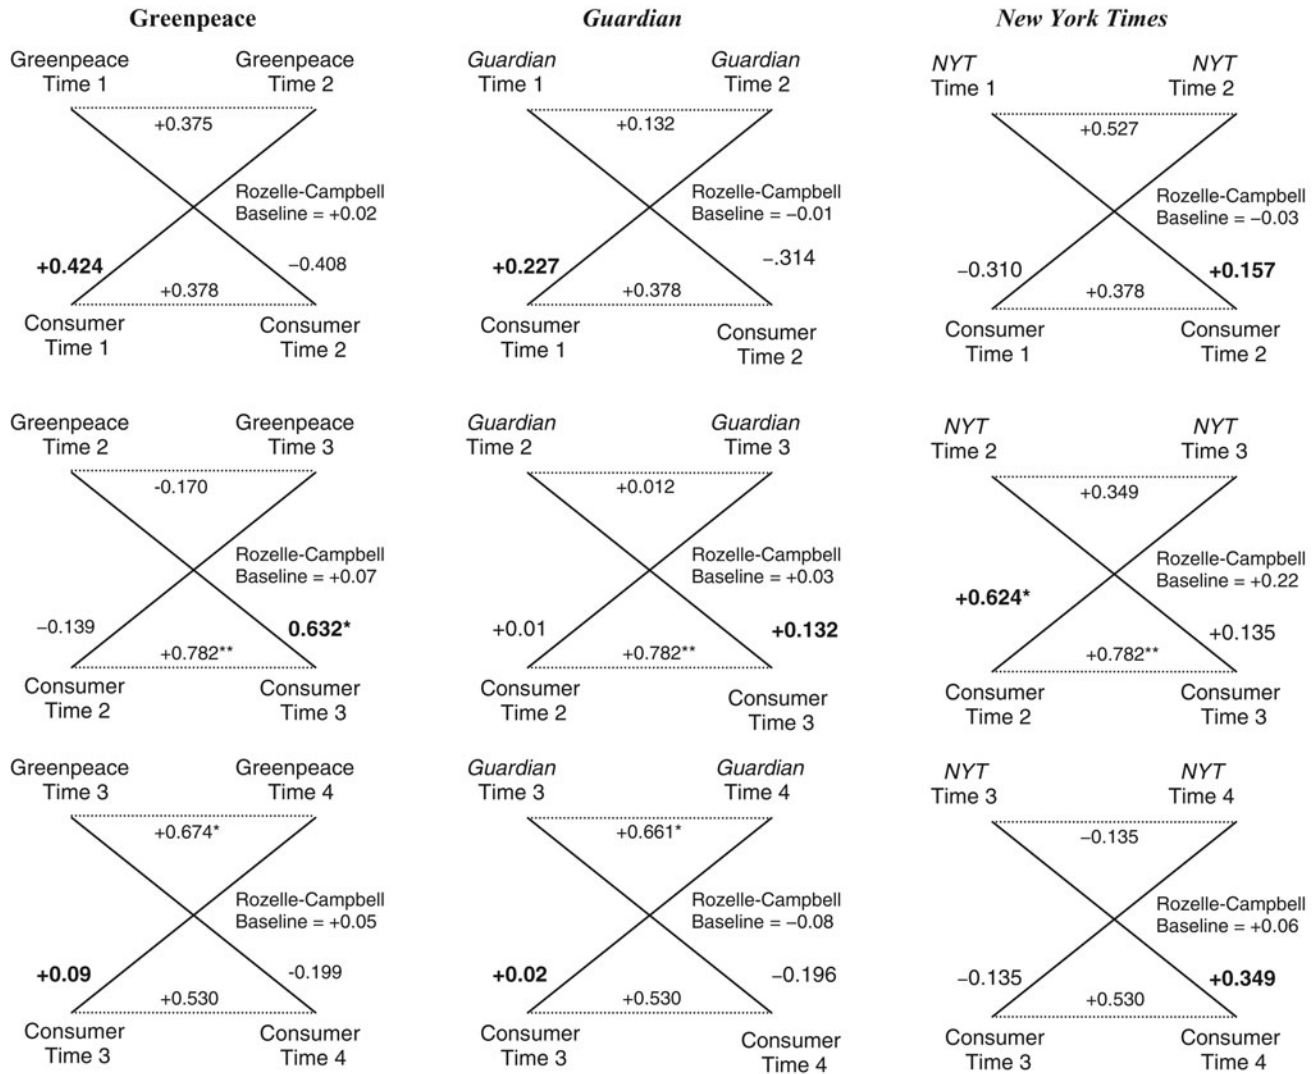 Greenpeace
Guardian
New York Times
Greenpeace
Time 1
Greenpeace
Time 2
+0.375
Rozelle-Campbell
Baseline = +0.02
+0.424
−0.408
+0.378
Consumer
Time 1
Consumer
Time 2
Guardian
Time 1
Guardian
Time 2
+0.132
Rozelle-Campbell
Baseline = −0.01
+0.227
-.314
+0.378
Consumer
Time 1
Consumer
Time 2
NYT
Time 1
NYT
Time 2
+0.527
Rozelle-Campbell
Baseline = −0.03
−0.310
+0.157
+0.378
Consumer
Time 1
Consumer
Time 2
Greenpeace
Time 2
Greenpeace
Time 3
-0.170
Rozelle-Campbell
Baseline = +0.07
−0.139
0.632*
+0.782**
Consumer
Time 2
Consumer
Time 3
Guardian
Time 2
Guardian
Time 3
+0.012
Rozelle-Campbell
Baseline = +0.03
+0.01
+0.132
+0.782**
Consumer
Time 2
Consumer
Time 3
NYT
Time 2
NYT
Time 3
+0.349
Rozelle-Campbell
Baseline = +0.22
+0.624*
+0.135
+0.782**
Consumer
Time 2
Consumer
Time 3
Greenpeace
Time 3
Greenpeace
Time 4
+0.674*
Rozelle-Campbell
Baseline = +0.05
+0.09
-0.199
+0.530
Consumer
Time 3
Consumer
Time 4
Guardian
Time 3
Guardian
Time 4
+0.661*
Rozelle-Campbell
Baseline = −0.08
+0.02
−0.196
+0.530
Consumer
Time 3
Consumer
Time 4
NYT
Time 3
NYT
Time 4
−0.135
Rozelle-Campbell
Baseline = +0.06
−0.135
+0.349
+0.530
Consumer
Time 3
Consumer
Time 4